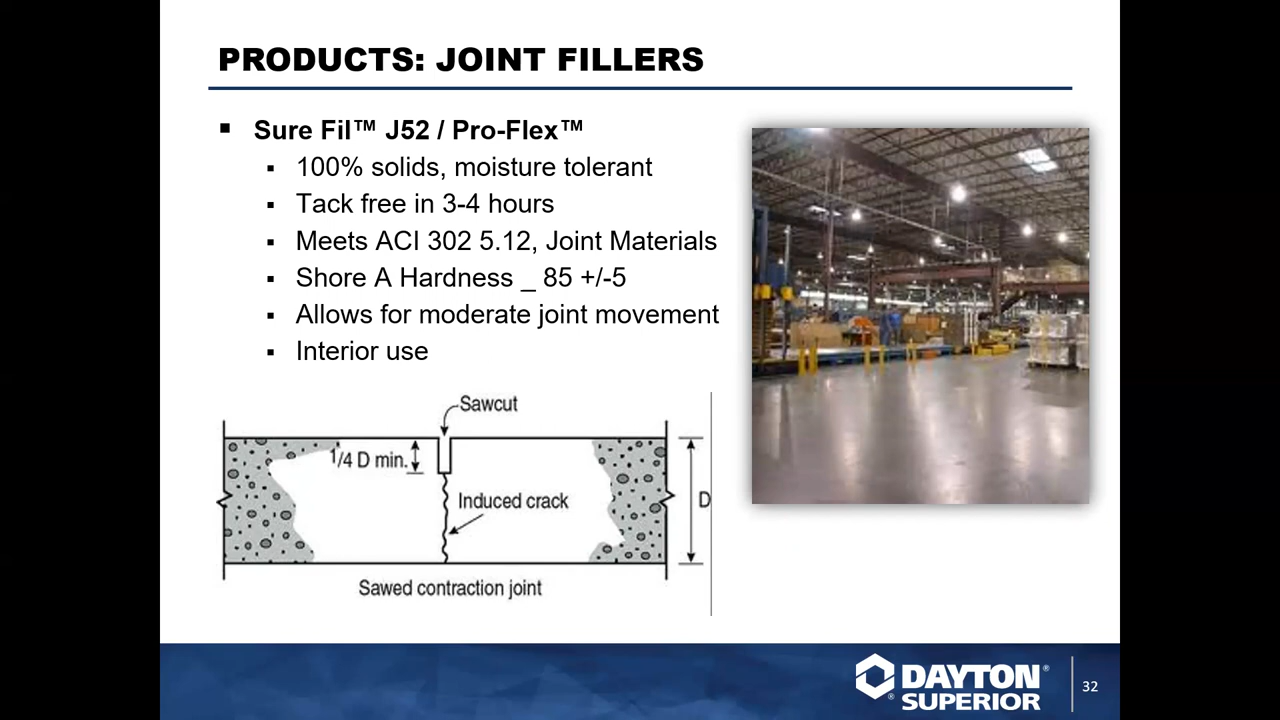 PRODUCTS: JOINT FILLERS
Sure Fil™ J52 / Pro-Flex™
100% solids, moisture tolerant
Tack free in 3-4 hours
Meets ACI 302 5.12, Joint Materials
Shore A Hardness _ 85 +/-5
Allows for moderate joint movement
Interior use
Sawcut
1/4 D min.
Induced crack
D
Sawed contraction joint
DAYTON®
® SUPERIOR
32